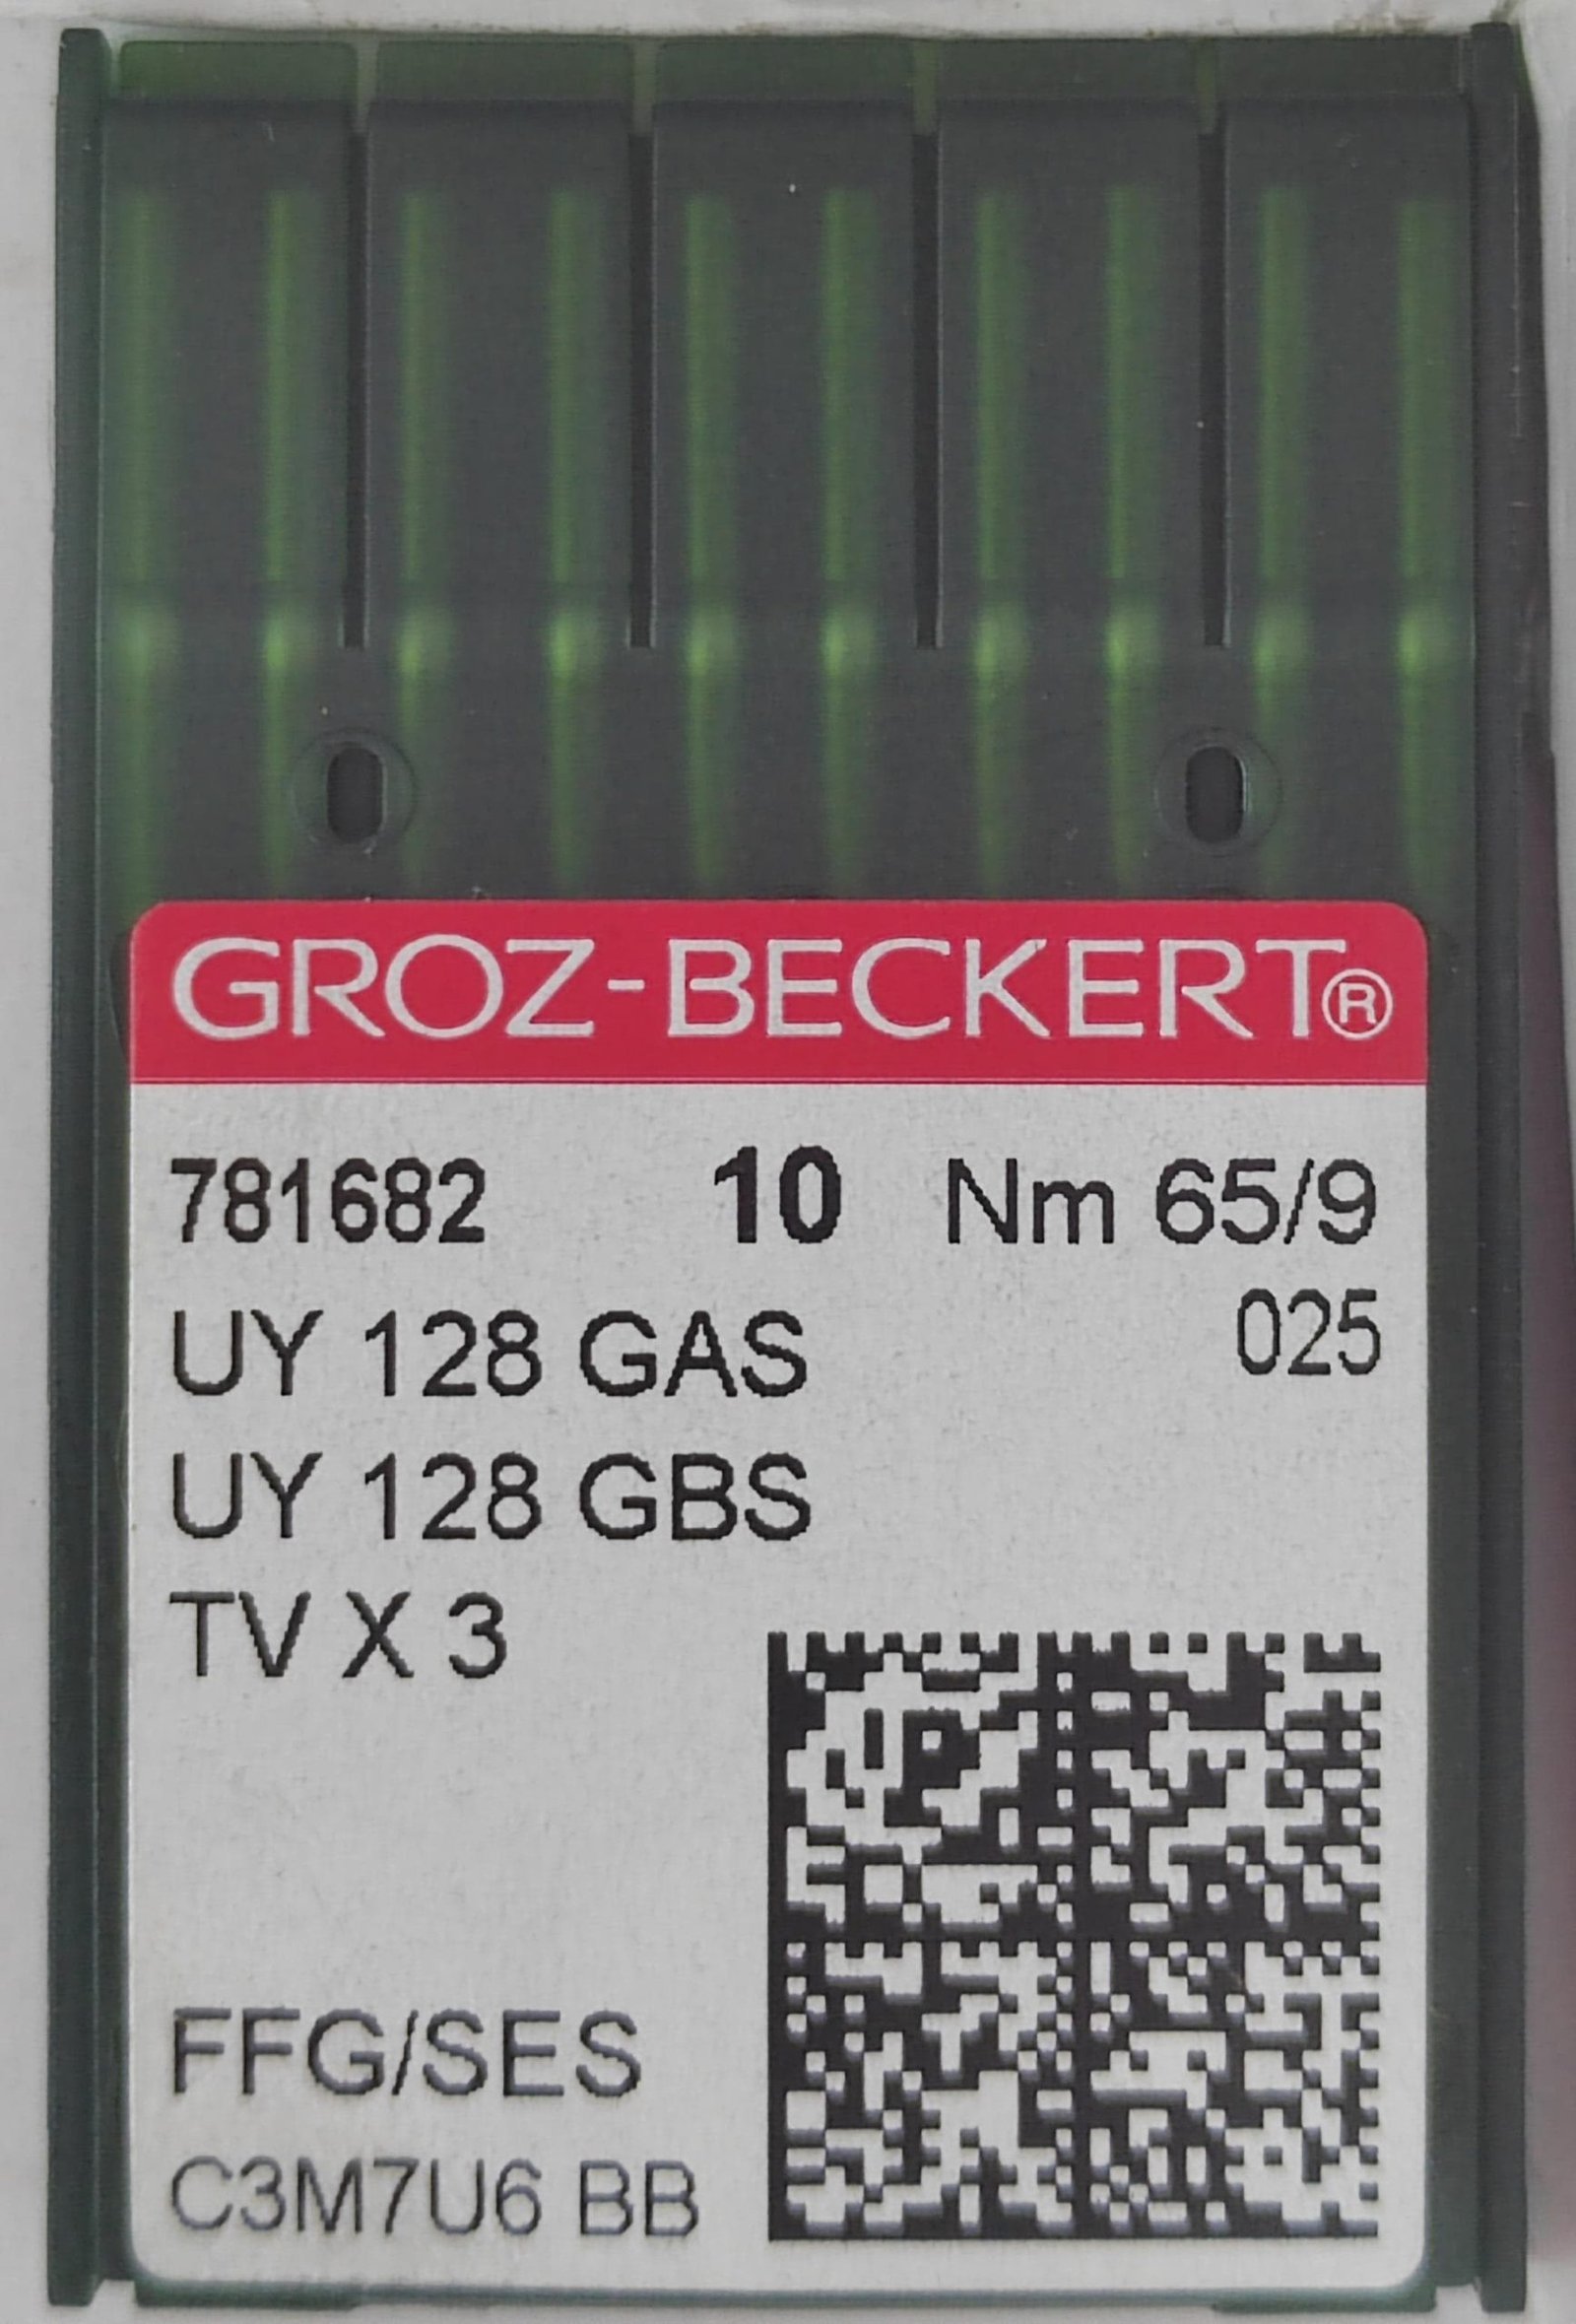 GROZ-BECKERT®
781682 10 Nm 65/9
UY 128 GAS 025
UY 128 GBS
TV X 3
FFG/SES
C3M7U6 BB